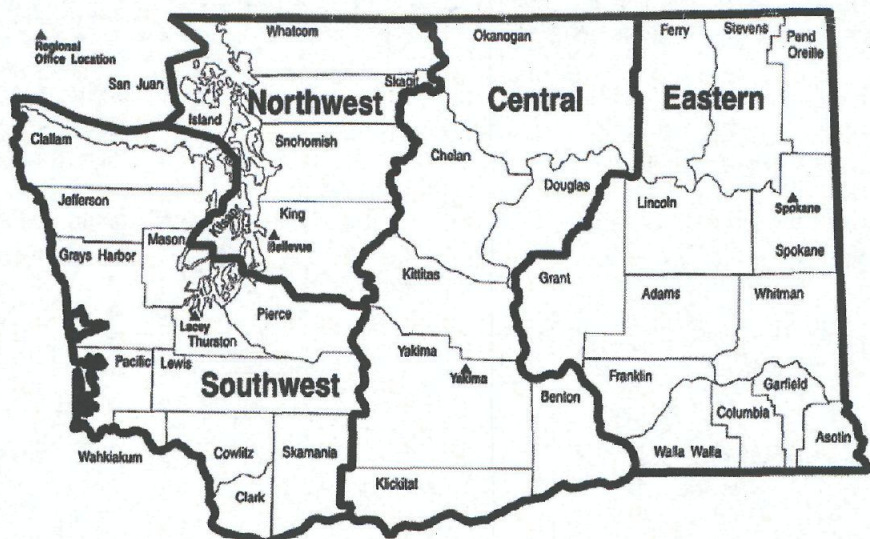 Whatcom
Okanogan
Ferry
Stevens
Pend
Oreille
Regional
Office Location
San Juan
Skagit
Island
Northwest
Central
Eastern
Clallam
Snohomish
Chelan
Douglas
Jefferson
Lincoln
Spokane
King
Kitsap
Bellevue
Mason
Grays Harbor
Spokane
Kittitas
Grant
Adams
Whitman
Pierce
Lacey
Thurston
Yakima
Pacific
Lewis
Yakima
Franklin
Garfield
Southwest
Benton
Columbia
Asotin
Wahkiakum
Cowlitz
Skamania
Walla Walla
Klickitat
Clark